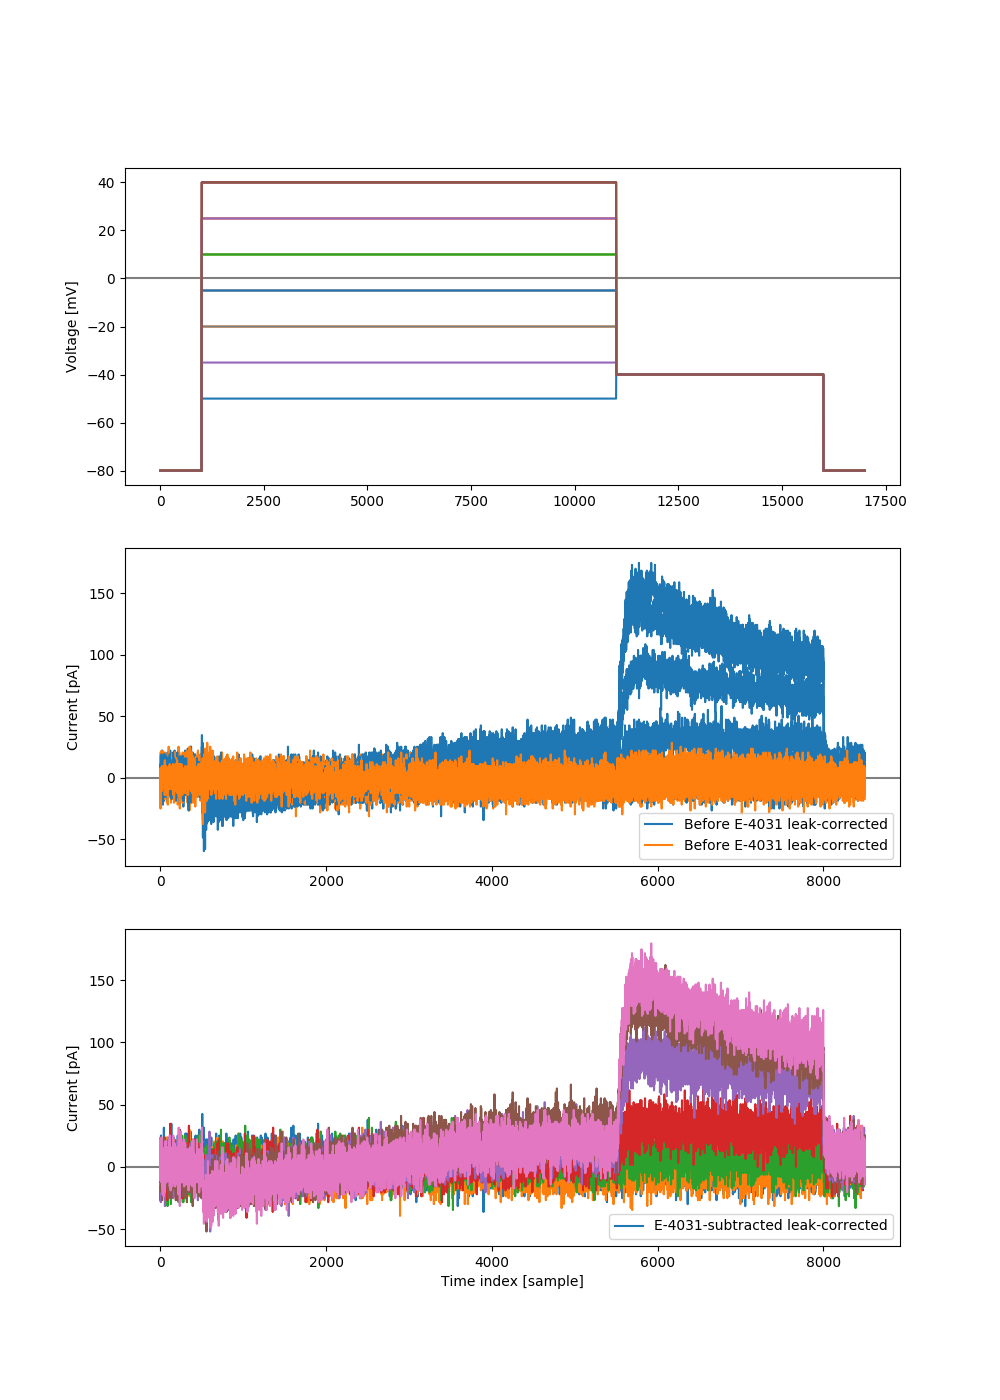 40
20
0
−20
−40
−60
−80
Voltage [mV]
0 2500 5000 7500 10000 12500 15000 17500
150
100
50
0
−50
Current [pA]
Before E-4031 leak-corrected
Before E-4031 leak-corrected
0 2000 4000 6000 8000
150
100
50
0
−50
Current [pA]
E-4031-subtracted leak-corrected
0 2000 4000 6000 8000
Time index [sample]